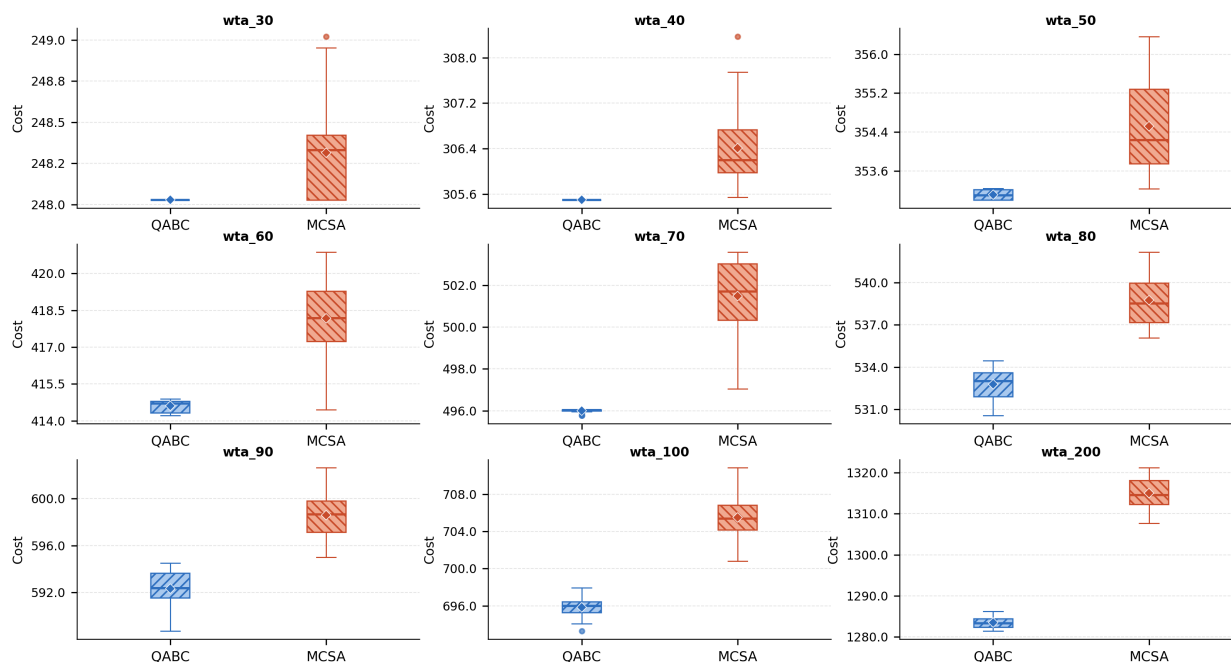 wta_30
249.0
248.8
248.5
248.2
248.0
Cost
QABC
MCSA
wta_40
308.0
307.2
306.4
305.6
Cost
QABC
MCSA
wta_50
356.0
355.2
354.4
353.6
Cost
QABC
MCSA
wta_60
420.0
418.5
417.0
415.5
414.0
Cost
QABC
MCSA
wta_70
502.0
500.0
498.0
496.0
Cost
QABC
MCSA
wta_80
540.0
537.0
534.0
531.0
Cost
QABC
MCSA
wta_90
600.0
596.0
592.0
Cost
QABC
MCSA
wta_100
708.0
704.0
700.0
696.0
Cost
QABC
MCSA
wta_200
1320.0
1310.0
1300.0
1290.0
1280.0
Cost
QABC
MCSA